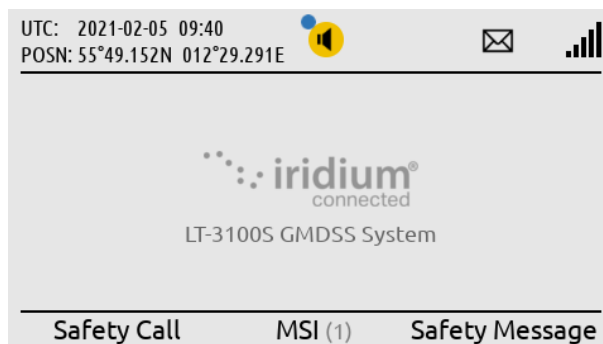 UTC: 2021-02-05 09:40
POSN: 55°49.152N 012°29.291E
iridium®
connected
LT-3100S GMDSS System
Safety Call MSI (1) Safety Message